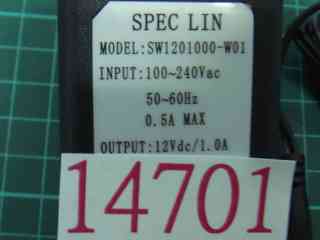 SPEC LIN
MODEL:SW1201000-W01
INPUT:100~240Vac
50~60Hz
0.5A MAX
OUTPUT:12Vdc/1.0A
14701